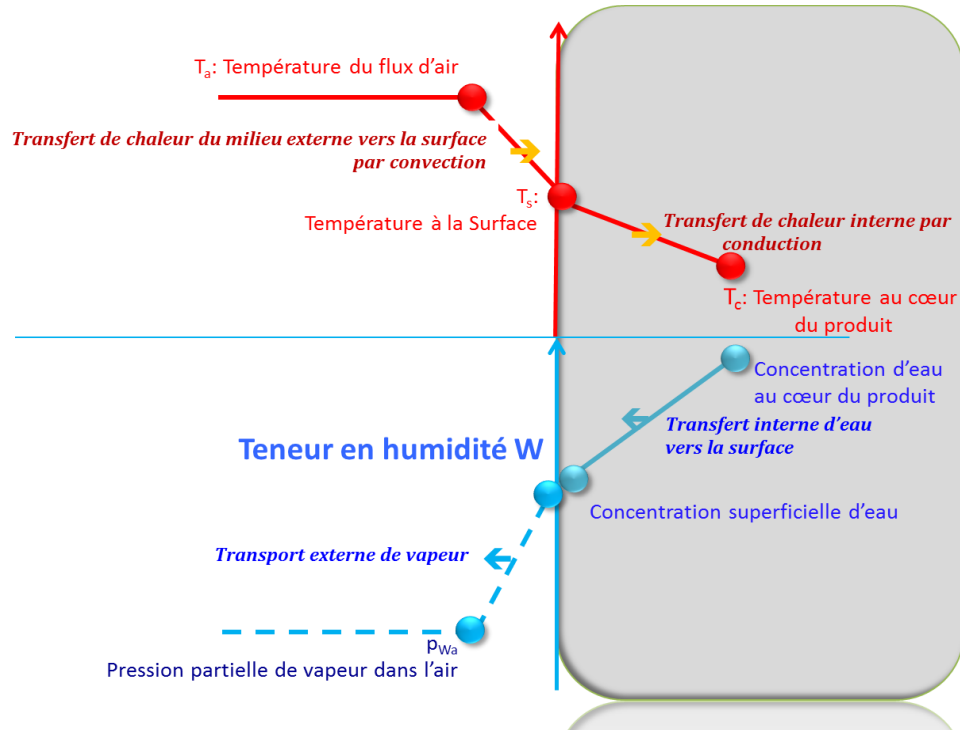 Tₐ: Température du flux d’air
Transfert de chaleur du milieu externe vers la surface
par convection
Tₛ:
Température à la Surface
Transfert de chaleur interne par
conduction
T꜀: Température au cœur
du produit
Concentration d’eau
au cœur du produit
Transfert interne d’eau
vers la surface
Teneur en humidité W
Concentration superficielle d’eau
Transport externe de vapeur
pWa
Pression partielle de vapeur dans l’air